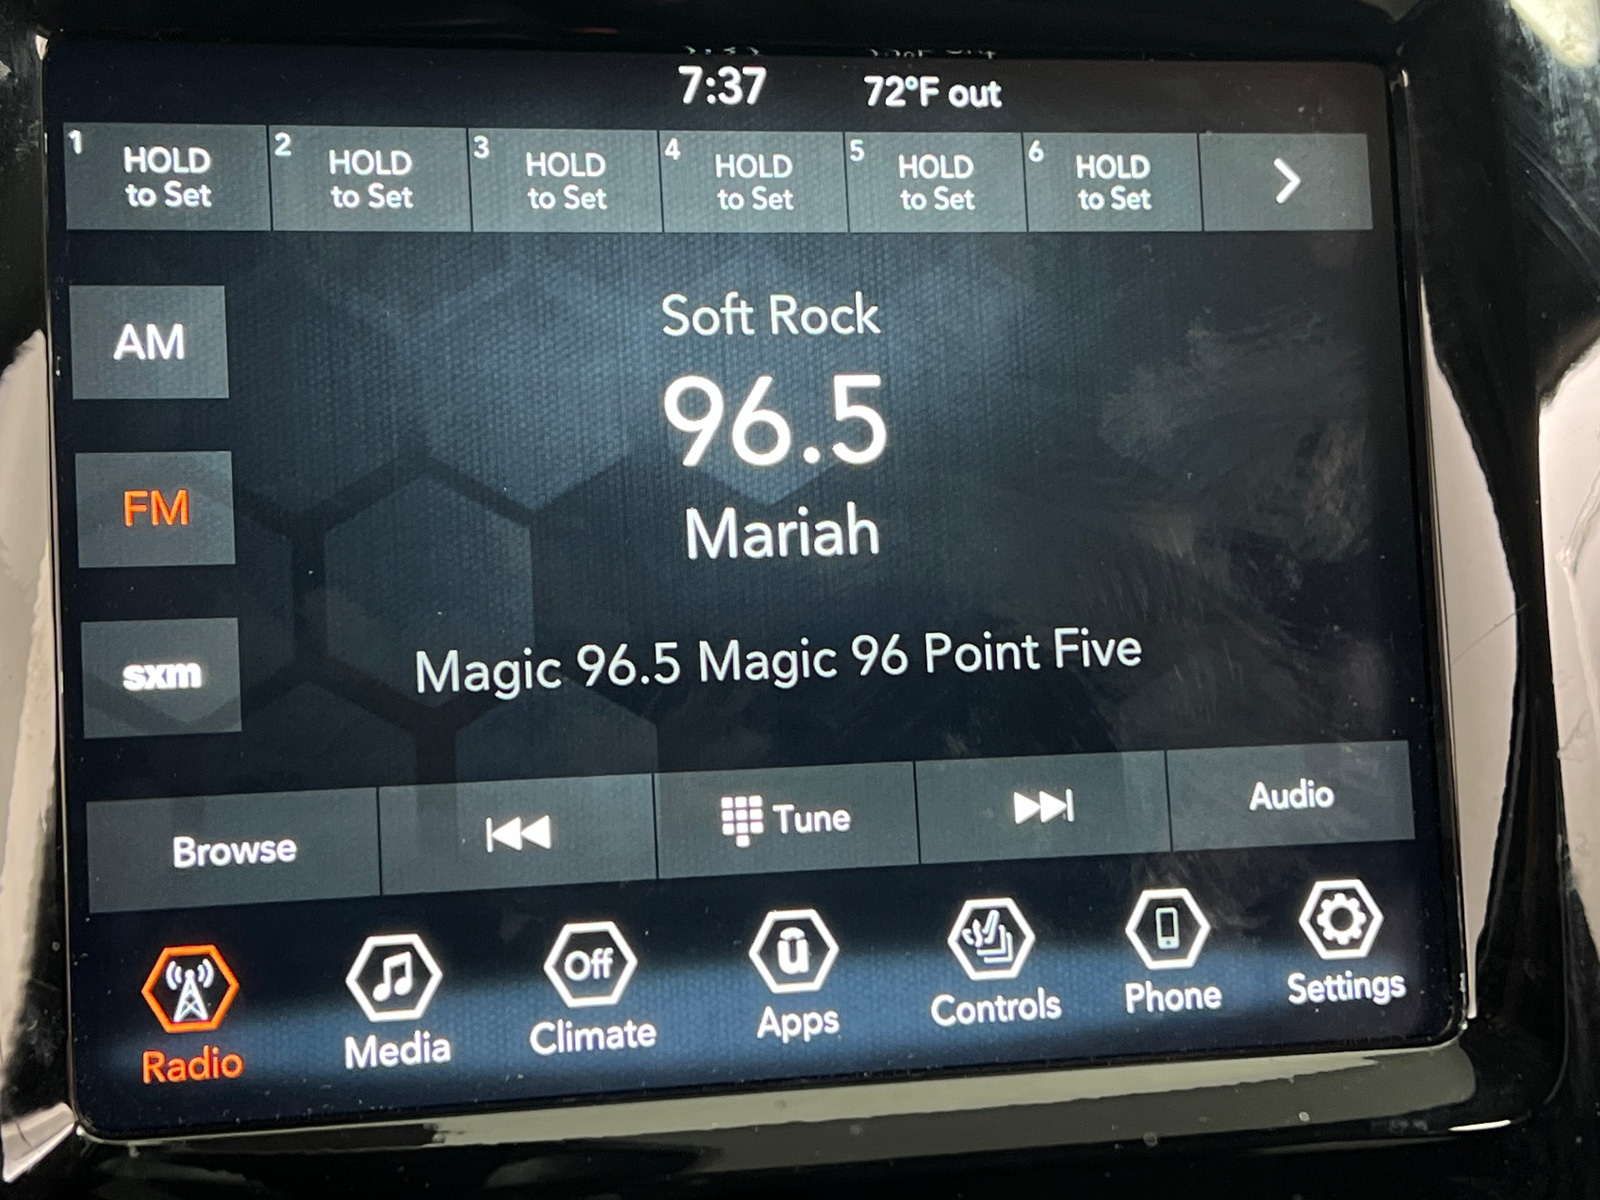 7:37 72°F out
1 HOLD to Set
2 HOLD to Set
3 HOLD to Set
4 HOLD to Set
5 HOLD to Set
6 HOLD to Set
Soft Rock
AM
96.5
FM
Mariah
sxm
Magic 96.5 Magic 96 Point Five
Browse
Tune
Audio
Off
Radio
Media
Climate
Apps
Controls
Phone
Settings